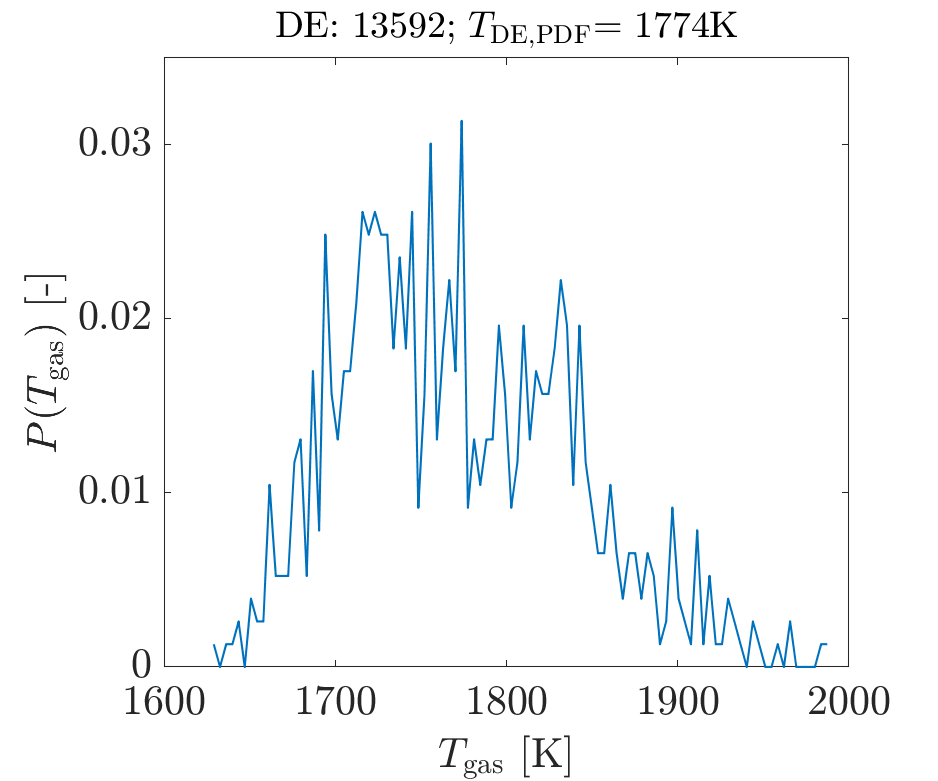 DE: 13592; T_DE,PDF= 1774K
0.03
0.02
0.01
0
P(T_gas) [-]
1600 1700 1800 1900 2000
T_gas [K]